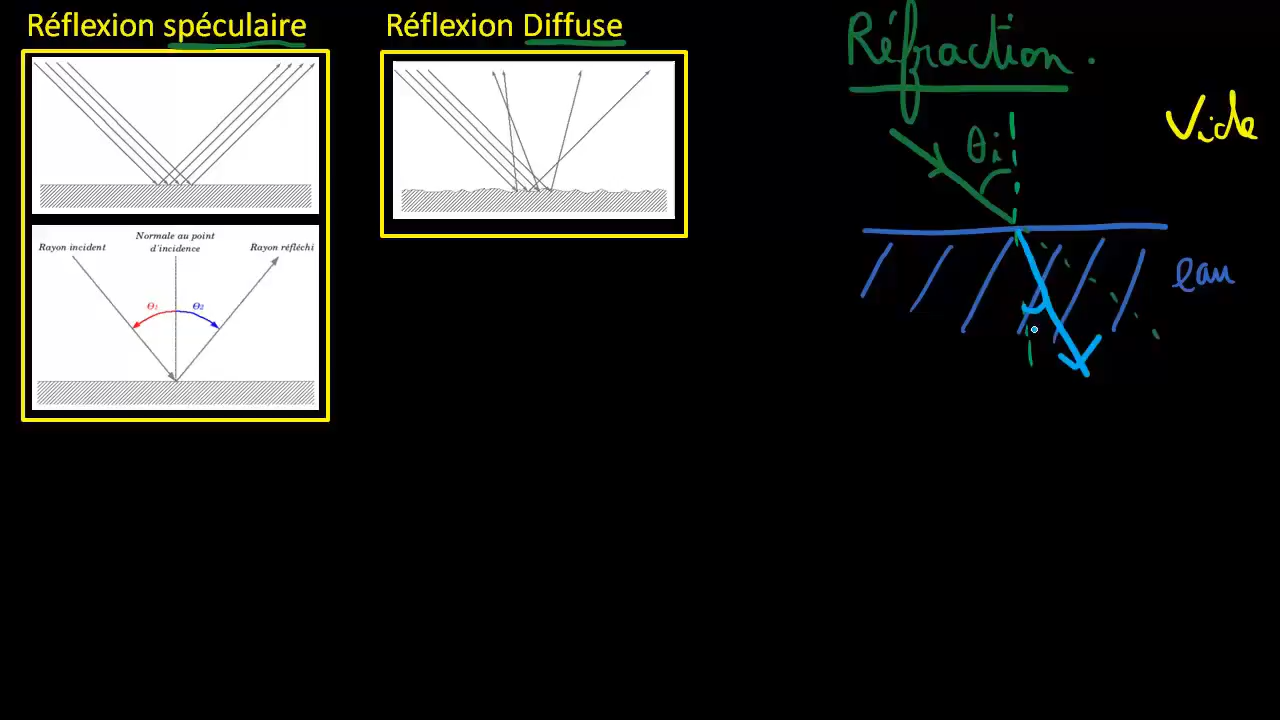 Réflexion spéculaire
Rayon incident
Normale au point
d'incidence
Rayon réfléchi
Θ1
Θ2
Réflexion Diffuse
Réfraction.
Vide
θi
eau